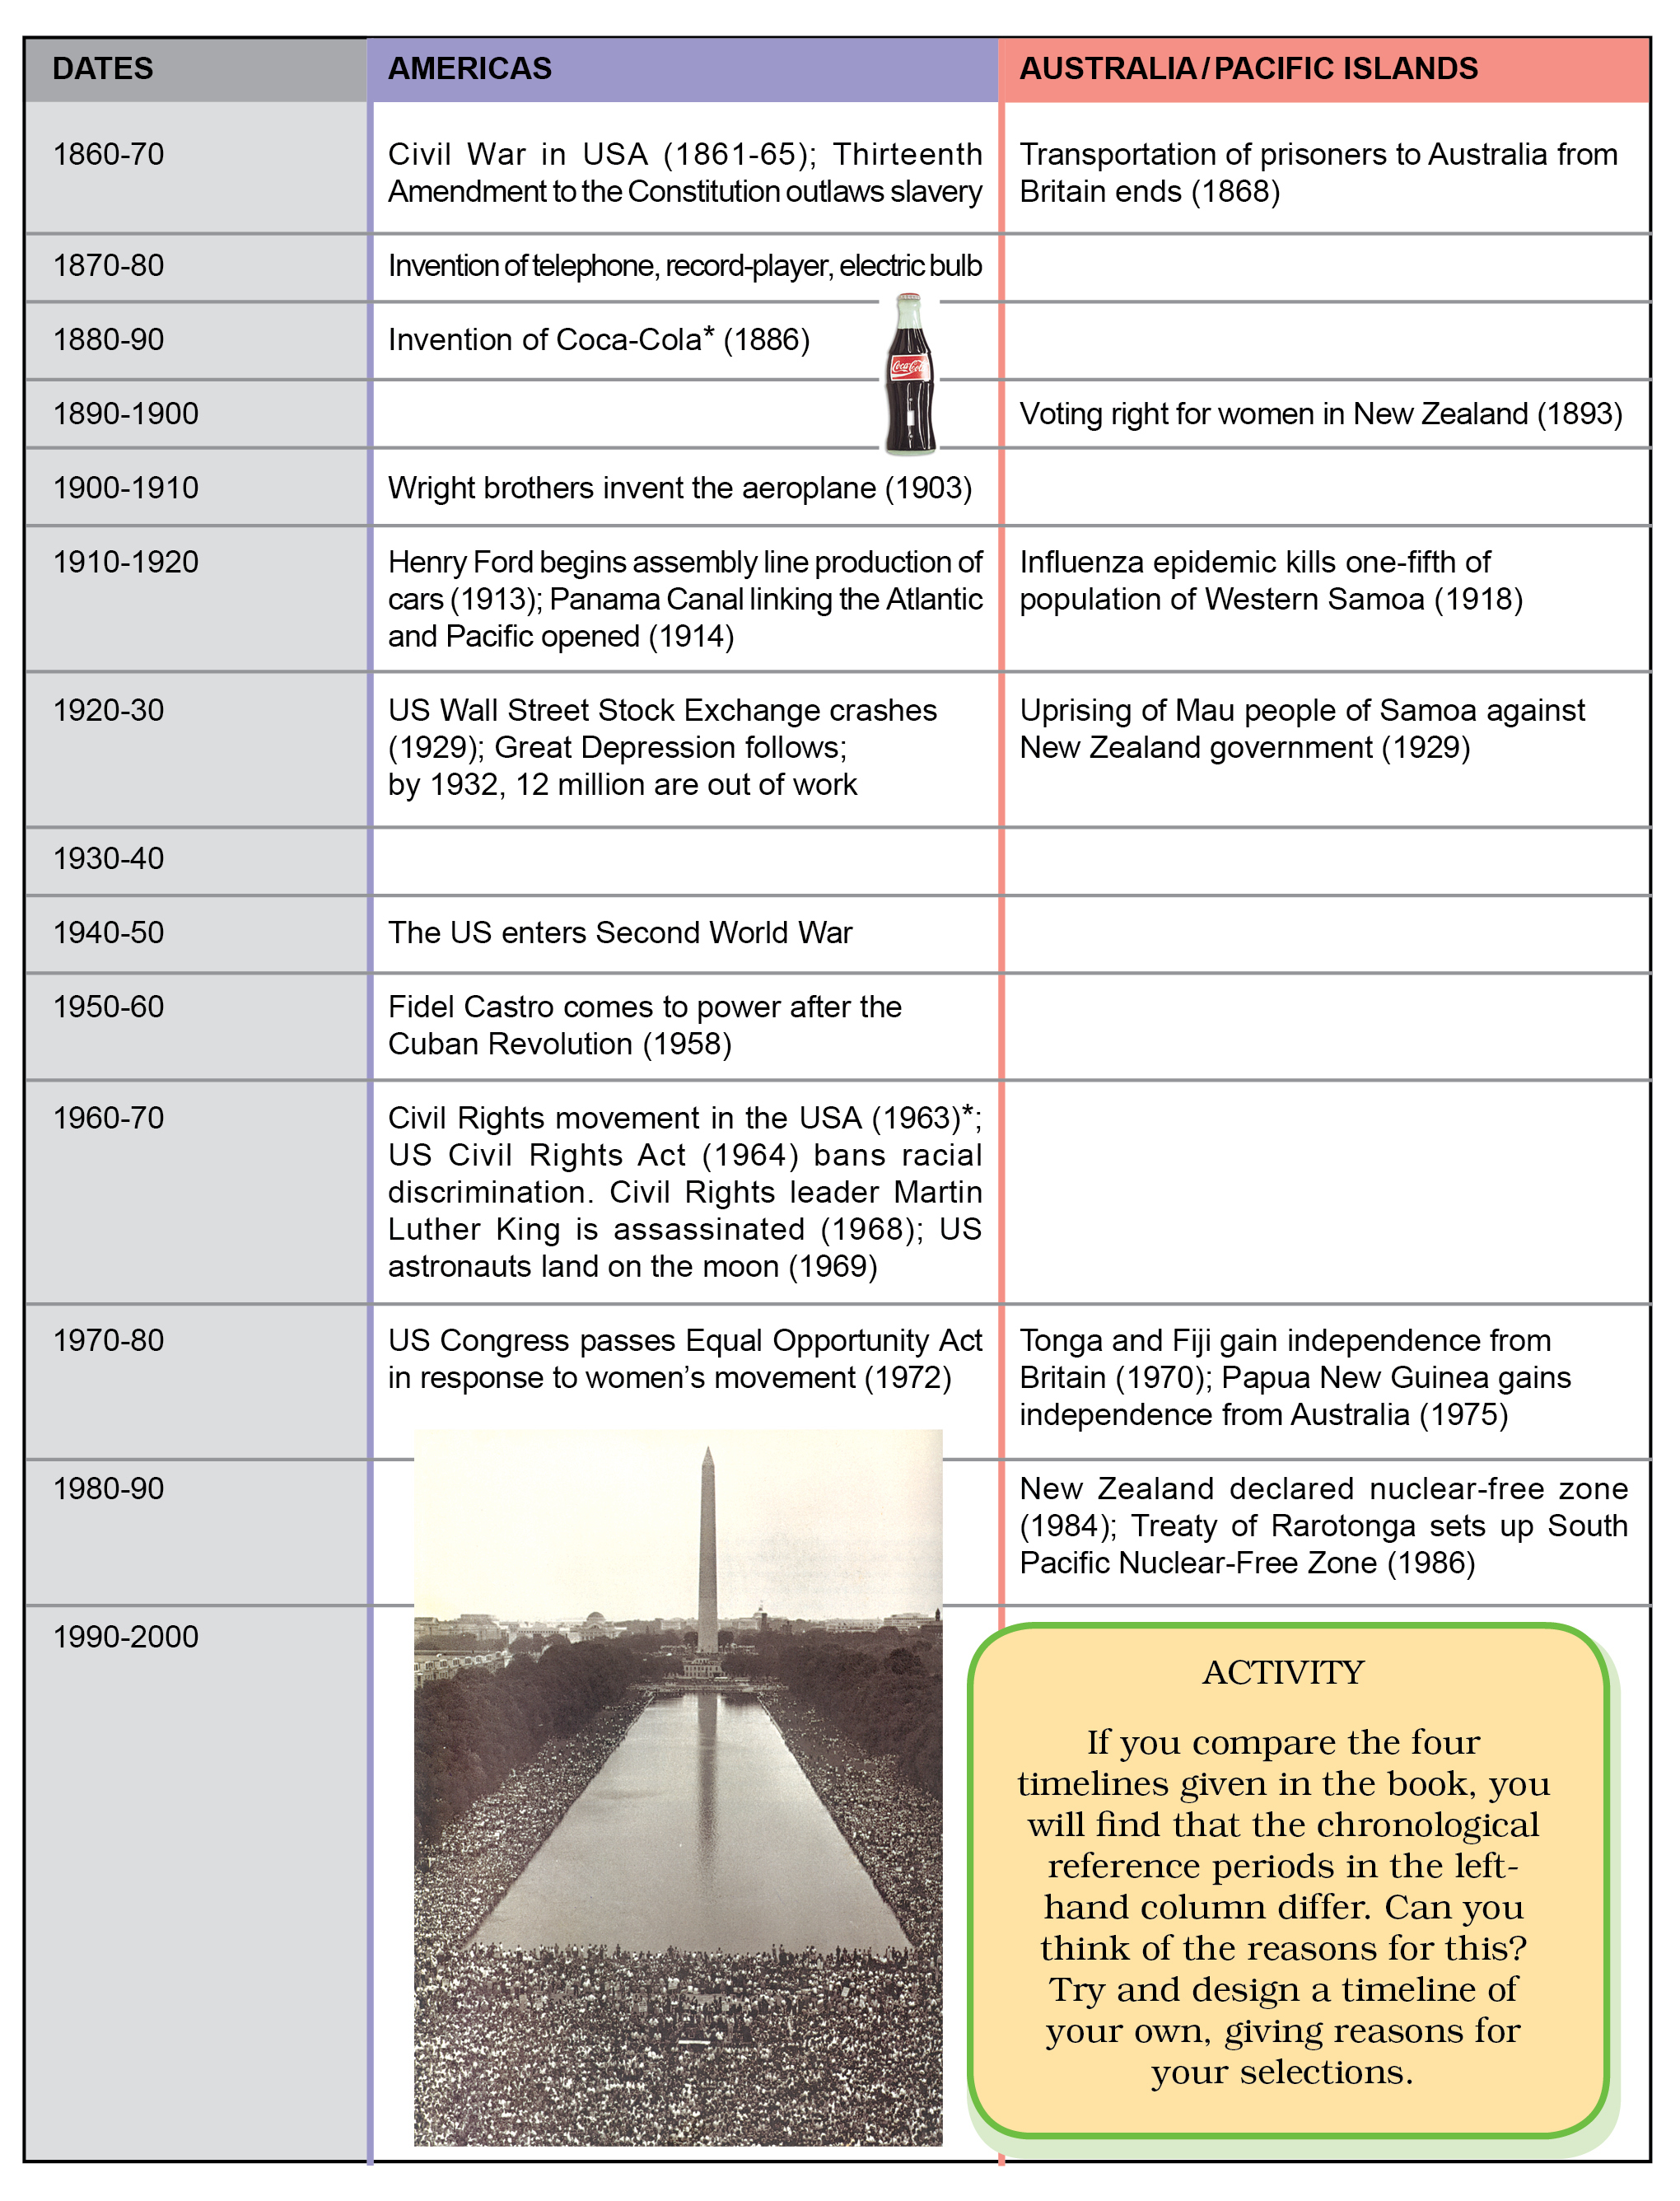 DATES
AMERICAS
AUSTRALIA/PACIFIC ISLANDS
1860-70
Civil War in USA (1861-65); Thirteenth
Amendment to the Constitution outlaws slavery
Transportation of prisoners to Australia from
Britain ends (1868)
1870-80
Invention of telephone, record-player, electric bulb
1880-90
Invention of Coca-Cola* (1886)
Coca-Cola
1890-1900
Voting right for women in New Zealand (1893)
1900-1910
Wright brothers invent the aeroplane (1903)
1910-1920
Henry Ford begins assembly line production of
cars (1913); Panama Canal linking the Atlantic
and Pacific opened (1914)
Influenza epidemic kills one-fifth of
population of Western Samoa (1918)
1920-30
US Wall Street Stock Exchange crashes
(1929); Great Depression follows;
by 1932, 12 million are out of work
Uprising of Mau people of Samoa against
New Zealand government (1929)
1930-40
1940-50
The US enters Second World War
1950-60
Fidel Castro comes to power after the
Cuban Revolution (1958)
1960-70
Civil Rights movement in the USA (1963)*;
US Civil Rights Act (1964) bans racial
discrimination. Civil Rights leader Martin
Luther King is assassinated (1968); US
astronauts land on the moon (1969)
1970-80
US Congress passes Equal Opportunity Act
in response to women’s movement (1972)
Tonga and Fiji gain independence from
Britain (1970); Papua New Guinea gains
independence from Australia (1975)
1980-90
New Zealand declared nuclear-free zone
(1984); Treaty of Rarotonga sets up South
Pacific Nuclear-Free Zone (1986)
1990-2000
ACTIVITY
If you compare the four
timelines given in the book, you
will find that the chronological
reference periods in the left-
hand column differ. Can you
think of the reasons for this?
Try and design a timeline of
your own, giving reasons for
your selections.